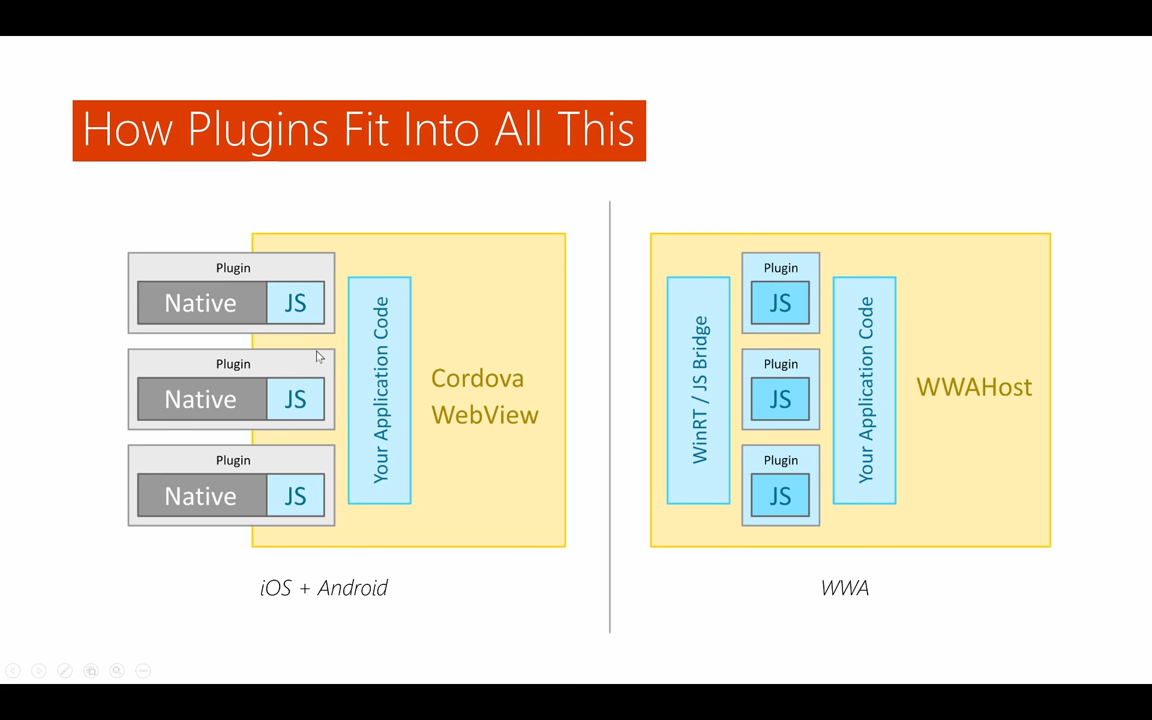 How Plugins Fit Into All This
Plugin
Native JS
Plugin
Native JS
Plugin
Native JS
Your Application Code
Cordova
WebView
iOS + Android
WinRT / JS Bridge
Plugin
JS
Plugin
JS
Plugin
JS
Your Application Code
WWAHost
WWA